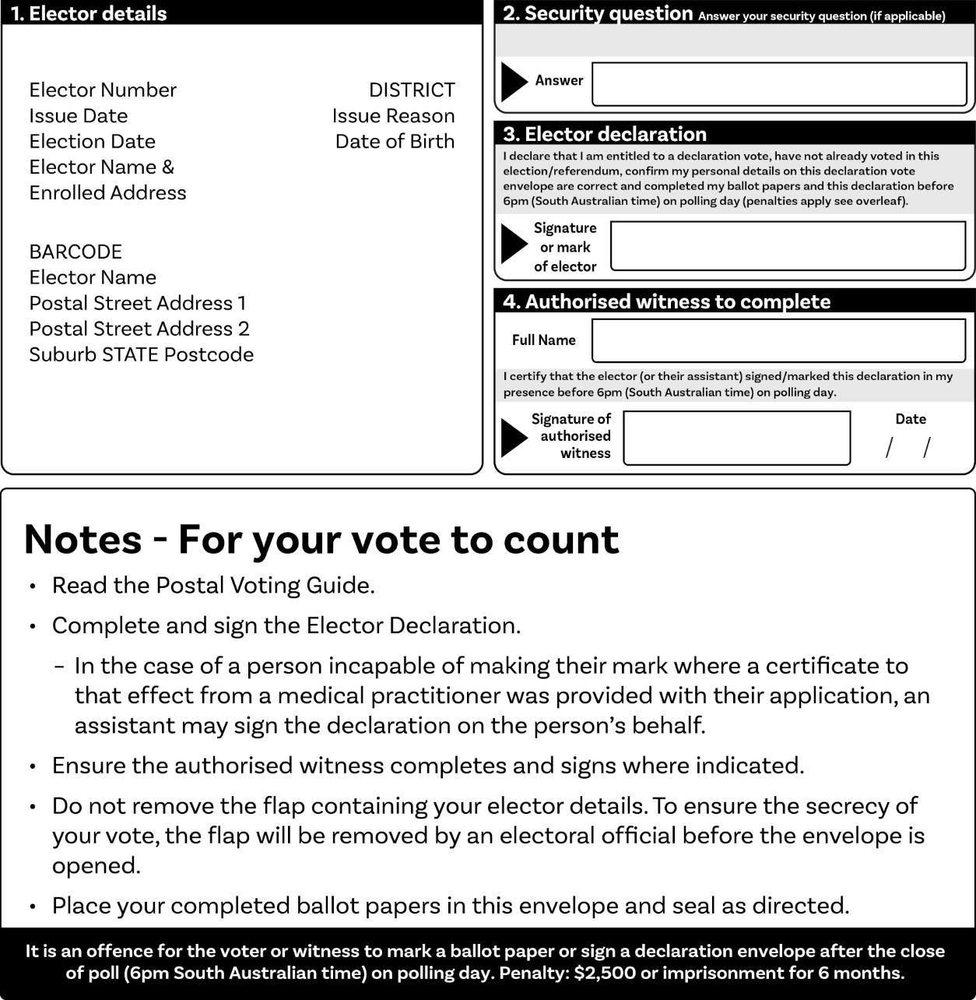 1. Elector details
Elector Number
DISTRICT
Issue Date
Issue Reason
Election Date
Date of Birth
Elector Name &
Enrolled Address
BARCODE
Elector Name
Postal Street Address 1
Postal Street Address 2
Suburb STATE Postcode
2. Security question Answer your security question (if applicable)
Answer
3. Elector declaration
I declare that I am entitled to a declaration vote, have not already voted in this
election/referendum, confirm my personal details on this declaration vote
envelope are correct and completed my ballot papers and this declaration before
6pm (South Australian time) on polling day (penalties apply see overleaf).
Signature
or mark
of elector
4. Authorised witness to complete
Full Name
I certify that the elector (or their assistant) signed/marked this declaration in my
presence before 6pm (South Australian time) on polling day.
Signature of
authorised
witness
Date
/ /
Notes - For your vote to count
• Read the Postal Voting Guide.
• Complete and sign the Elector Declaration.
– In the case of a person incapable of making their mark where a certificate to
that effect from a medical practitioner was provided with their application, an
assistant may sign the declaration on the person’s behalf.
• Ensure the authorised witness completes and signs where indicated.
• Do not remove the flap containing your elector details. To ensure the secrecy of
your vote, the flap will be removed by an electoral official before the envelope is
opened.
• Place your completed ballot papers in this envelope and seal as directed.
It is an offence for the voter or witness to mark a ballot paper or sign a declaration envelope after the close
of poll (6pm South Australian time) on polling day. Penalty: $2,500 or imprisonment for 6 months.